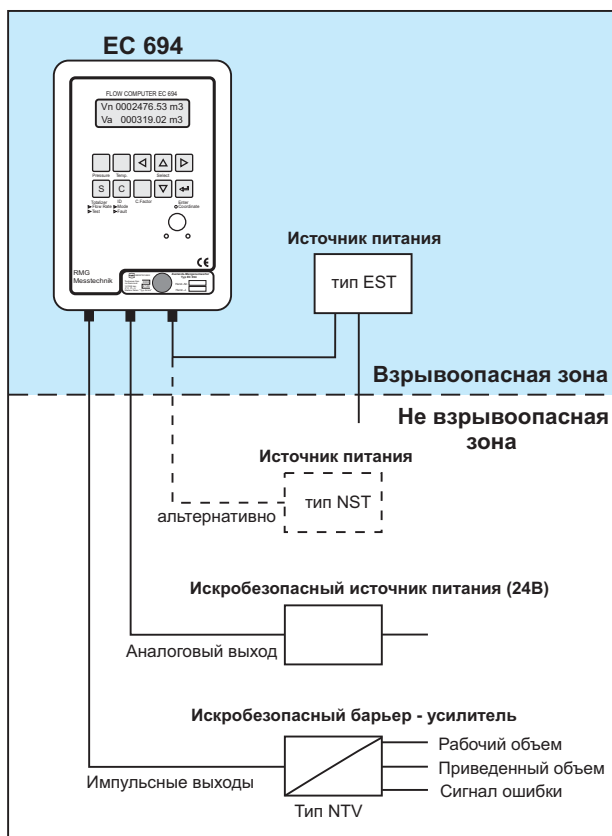 EC 694
FLOW COMPUTER EC 694
Vn 0002476.53 m3
Va 000319.02 m3
Pressure Temp. Select
S C
Totalizer ID C.Factor Enter
Flow Rate Mode Coordinate
Test Fault
CE
RMG
Messtechnik
Источник питания
тип EST
Взрывоопасная зона
Не взрывоопасная
зона
Источник питания
тип NST
альтернативно
Искробезопасный источник питания (24В)
Аналоговый выход
Искробезопасный барьер - усилитель
Рабочий объем
Импульсные выходы
Приведенный объем
Сигнал ошибки
Тип NTV